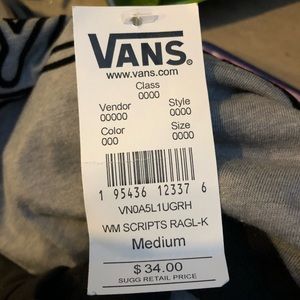 VANS
www.vans.com
Class
0000
Vendor Style
00000 0000
Color Size
000 0000
1 95436 12337 6
VN0A5L1UGRH
WM SCRIPTS RAGL-K
Medium
$ 34.00
SUGG RETAIL PRICE